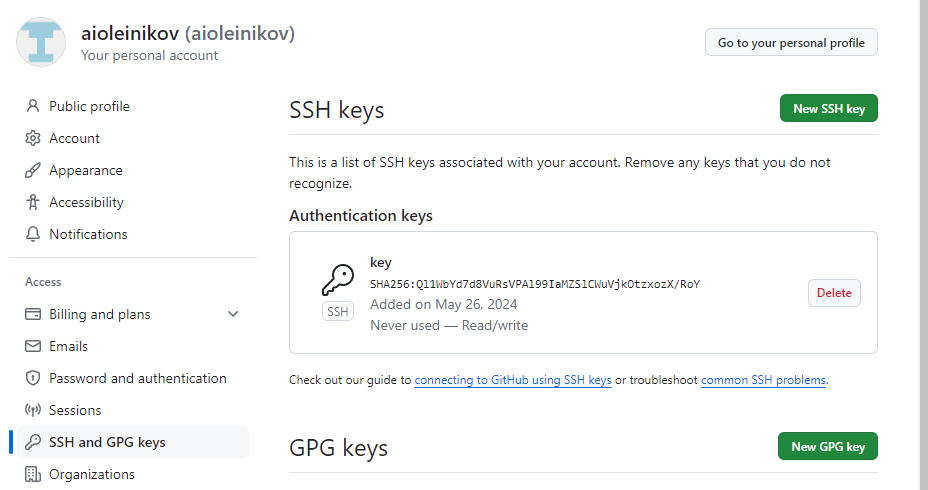 aioleinikov (aioleinikov)
Your personal account
Go to your personal profile
Public profile
Account
Appearance
Accessibility
Notifications
Access
Billing and plans
Emails
Password and authentication
Sessions
SSH and GPG keys
Organizations
SSH keys
New SSH key
This is a list of SSH keys associated with your account. Remove any keys that you do not
recognize.
Authentication keys
key
SHA256:Ql1WbYd7d8VuRsVPAl99IaMZSlCWuVjkOtzxozX/RoY
SSH
Added on May 26, 2024
Never used — Read/write
Delete
Check out our guide to connecting to GitHub using SSH keys or troubleshoot common SSH problems.
GPG keys
New GPG key